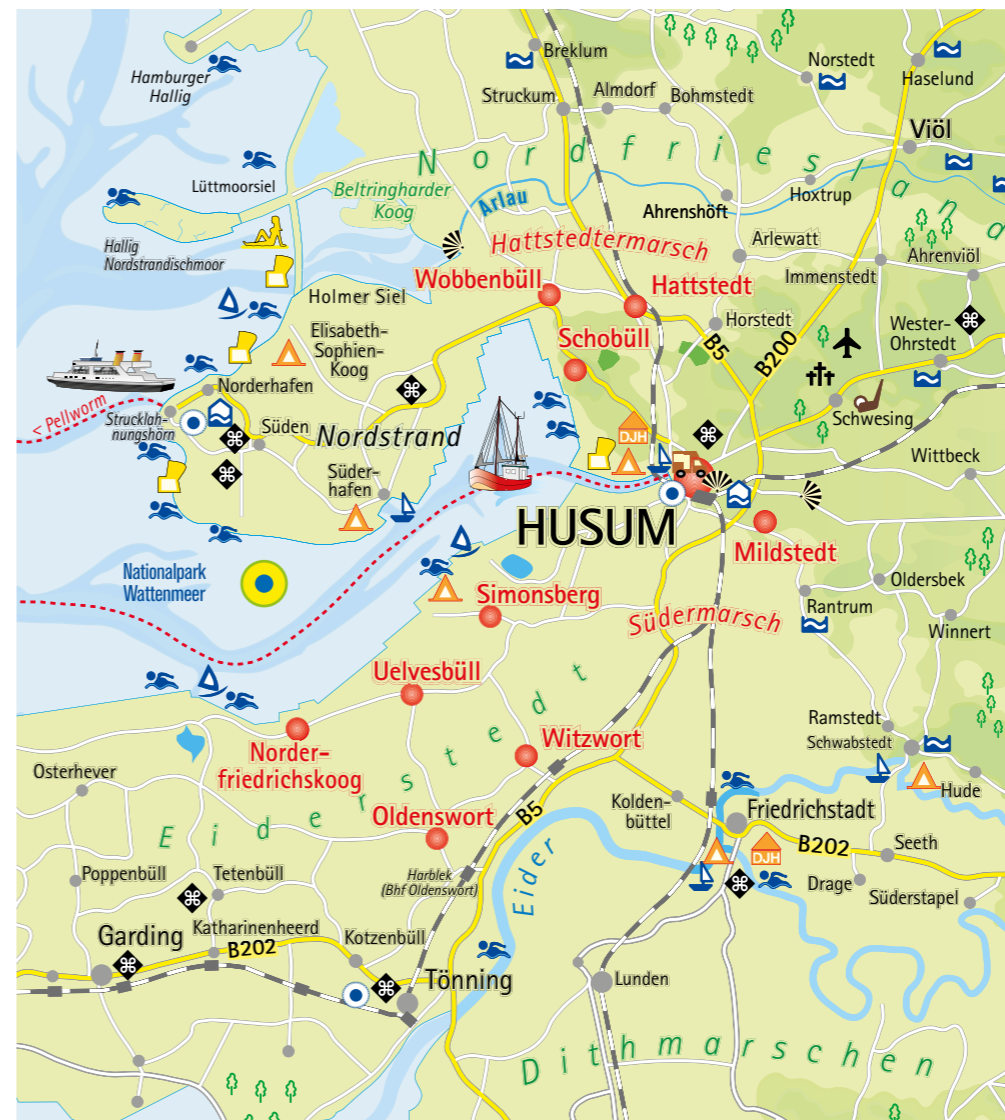 Hamburger
Hallig
Breklum
Norstedt
Haselund
Struckum
Almdorf
Bohmstedt
Viöl
Nordfriesland
Lüttmoorsiel
Beltringharder
Koog
Arlau
Hoxtrup
Ahrenshöft
Hallig
Nordstrandischmoor
Hattstedtermarsch
Arlewatt
Immenstedt
Ahrenviöl
Wobbenbüll
Hattstedt
Holmer Siel
Elisabeth-
Sophien-
Koog
Schobüll
Horstedt
B5
B200
Wester-
Ohrstedt
Norderhafen
< Pellworm
Strucklah-
nungshörn
Süden
Nordstrand
Süder-
hafen
DJH
Schwesing
Wittbeck
HUSUM
Mildstedt
Nationalpark
Wattenmeer
Simonsberg
Südermarsch
Oldersbek
Rantrum
Winnert
Uelvesbüll
Norder-
friedrichskoog
Witzwort
Ramstedt
Schwabstedt
Hude
Osterhever
Eiderstedt
Oldenswort
B5
Kolden-
büttel
Friedrichstadt
DJH
B202
Seeth
Drage
Süderstapel
Poppenbüll
Tetenbüll
Harblek
(Bhf Oldenswort)
Eider
Katharinenheerd
Garding
B202
Kotzenbüll
Tönning
Lunden
Dithmarschen